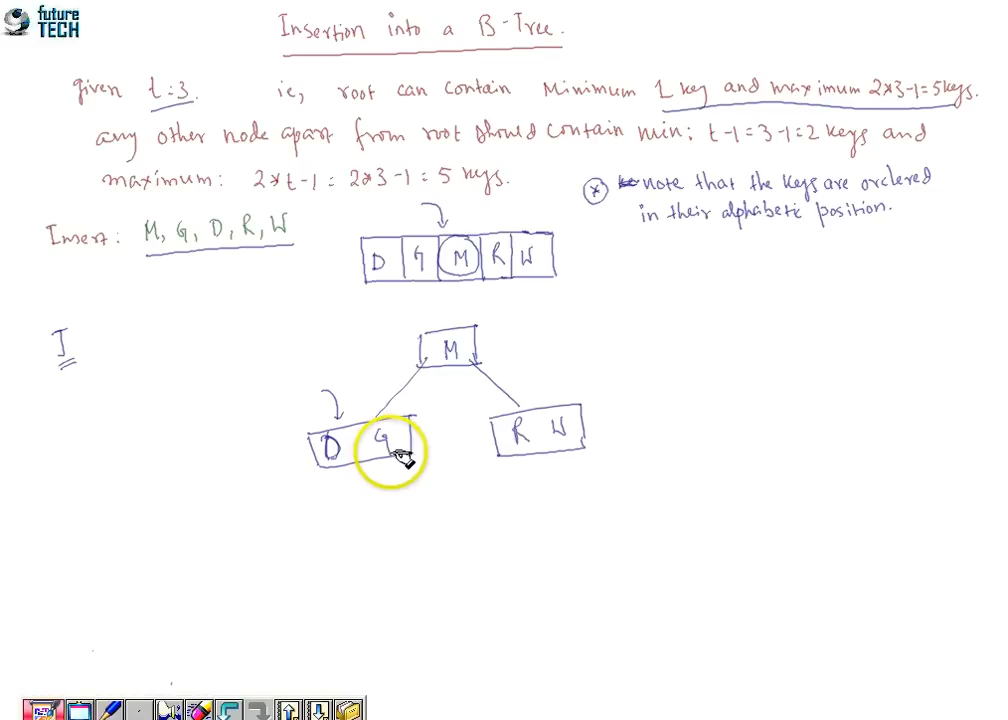 future
TECH
Insertion into a B-Tree.
given t=3. ie, root can contain Minimum 1 key and maximum 2*3-1=5keys.
any other node apart from root should contain min: t-1=3-1=2 keys and
maximum: 2*t-1 = 2*3-1 = 5 keys.
* note that the keys are ordered
in their alphabetic position.
Insert: M, G, D, R, W
D G M R W
I
M
D G R W